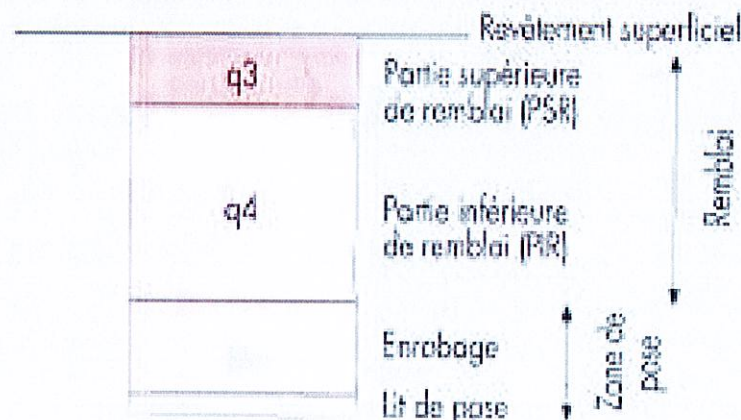 Revêtement superficiel
q3
Partie supérieure
de remblai (PSR)
q4
Partie inférieure
de remblai (PIR)
Remblai
Enrobage
Lit de pose
Zone de
pose